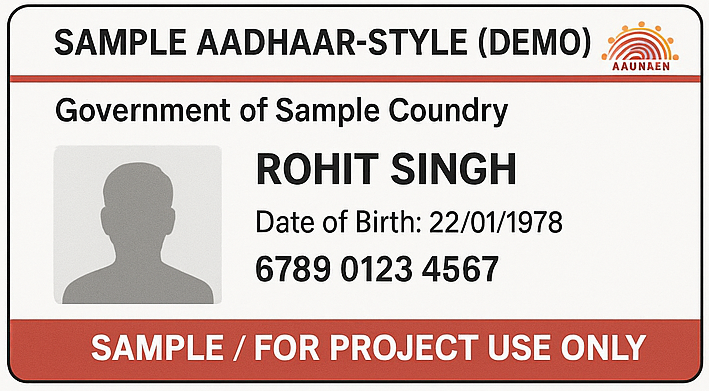 SAMPLE AADHAAR-STYLE (DEMO)
AAUNAEN
Government of Sample Coundry
ROHIT SINGH
Date of Birth: 22/01/1978
6789 0123 4567
SAMPLE / FOR PROJECT USE ONLY